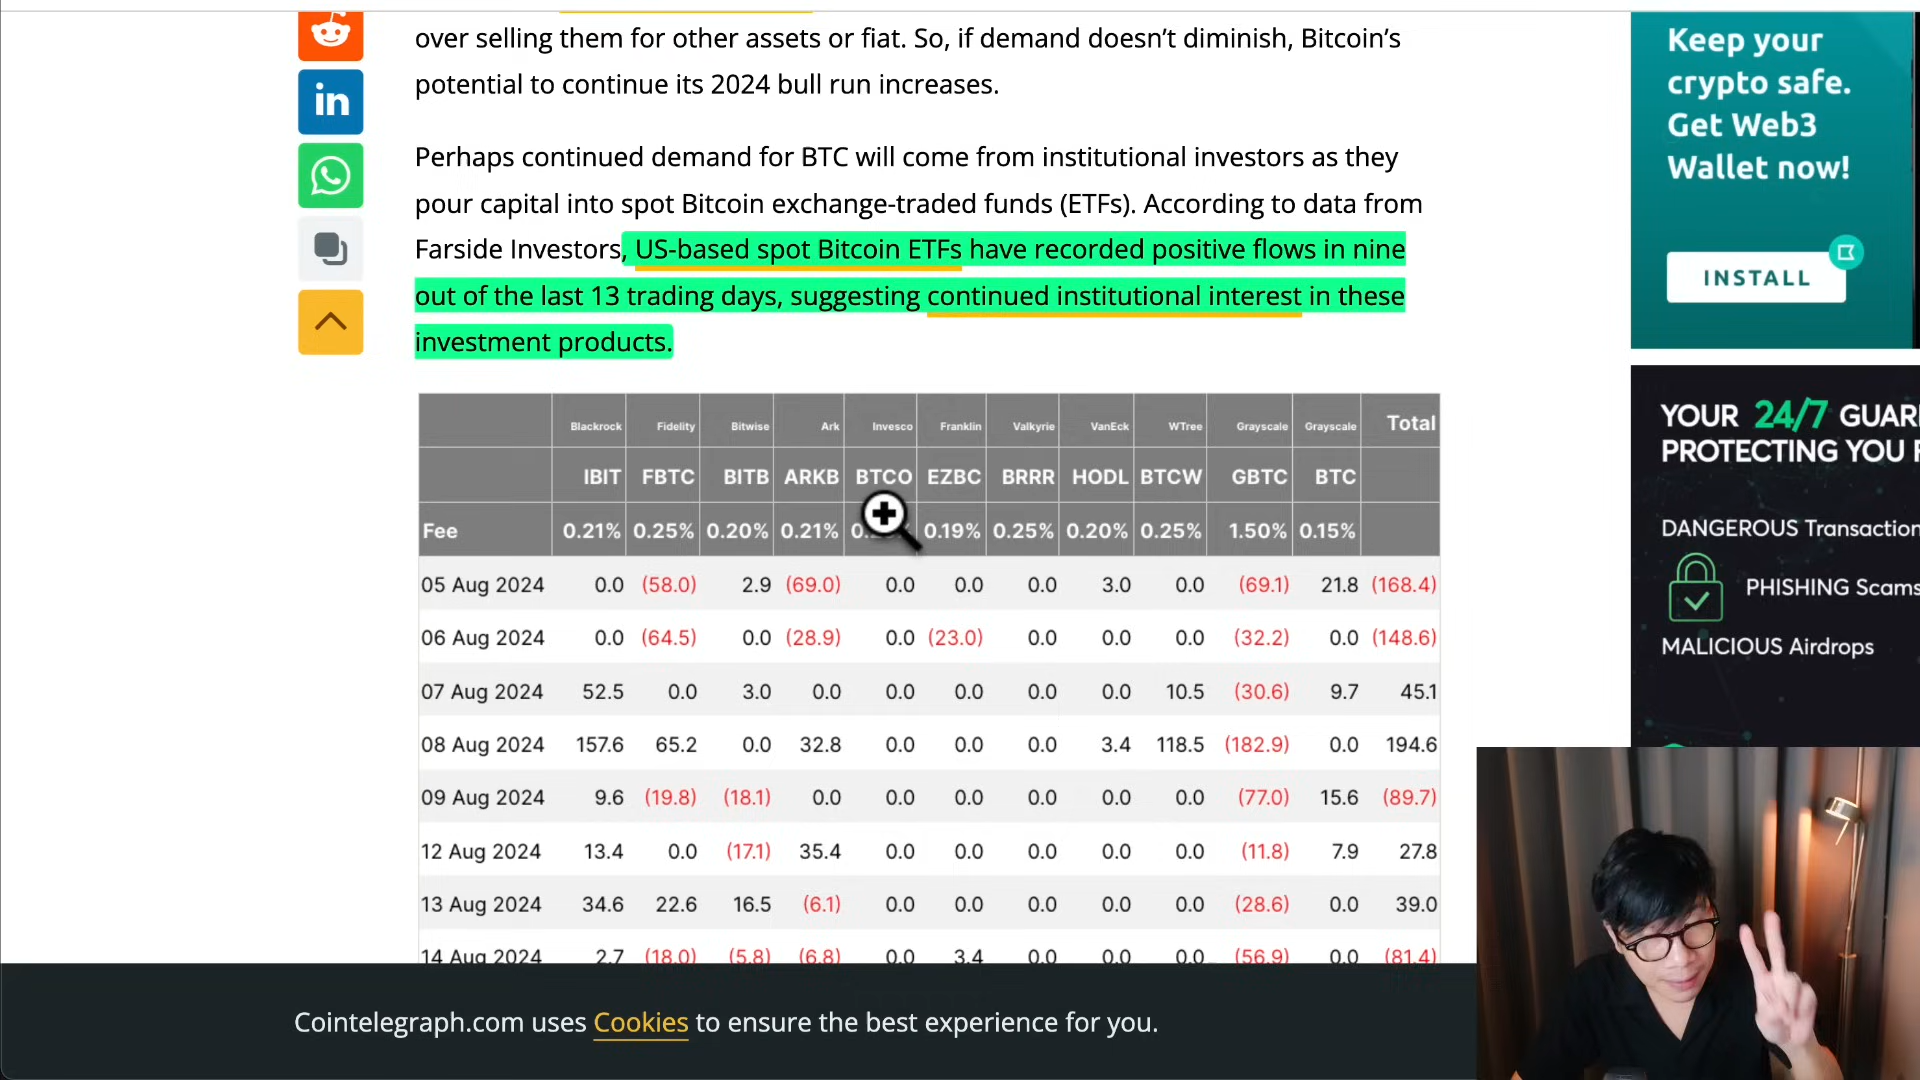 over selling them for other assets or fiat. So, if demand doesn’t diminish, Bitcoin’s
potential to continue its 2024 bull run increases.
Perhaps continued demand for BTC will come from institutional investors as they
pour capital into spot Bitcoin exchange-traded funds (ETFs). According to data from
Farside Investors, US-based spot Bitcoin ETFs have recorded positive flows in nine
out of the last 13 trading days, suggesting continued institutional interest in these
investment products.
Blackrock Fidelity Bitwise Ark Invesco Franklin Valkyrie VanEck WTree Grayscale Grayscale Total
IBIT FBTC BITB ARKB BTCO EZBC BRRR HODL BTCW GBTC BTC
Fee 0.21% 0.25% 0.20% 0.21% 0.19% 0.25% 0.20% 0.25% 1.50% 0.15%
05 Aug 2024 0.0 (58.0) 2.9 (69.0) 0.0 0.0 0.0 3.0 0.0 (69.1) 21.8 (168.4)
06 Aug 2024 0.0 (64.5) 0.0 (28.9) 0.0 (23.0) 0.0 0.0 0.0 (32.2) 0.0 (148.6)
07 Aug 2024 52.5 0.0 3.0 0.0 0.0 0.0 0.0 0.0 10.5 (30.6) 9.7 45.1
08 Aug 2024 157.6 65.2 0.0 32.8 0.0 0.0 0.0 3.4 118.5 (182.9) 0.0 194.6
09 Aug 2024 9.6 (19.8) (18.1) 0.0 0.0 0.0 0.0 0.0 0.0 (77.0) 15.6 (89.7)
12 Aug 2024 13.4 0.0 (17.1) 35.4 0.0 0.0 0.0 0.0 0.0 (11.8) 7.9 27.8
13 Aug 2024 34.6 22.6 16.5 (6.1) 0.0 0.0 0.0 0.0 0.0 (28.6) 0.0 39.0
14 Aug 2024 2.7 (18.0) (5.8) (6.8) 0.0 3.4 0.0 0.0 0.0 (56.9) 0.0 (81.4)
Cointelegraph.com uses Cookies to ensure the best experience for you.
in
Keep your
crypto safe.
Get Web3
Wallet now!
INSTALL
YOUR 24/7
PROTECTING YOU
DANGEROUS Transaction
PHISHING Scams
MALICIOUS Airdrops